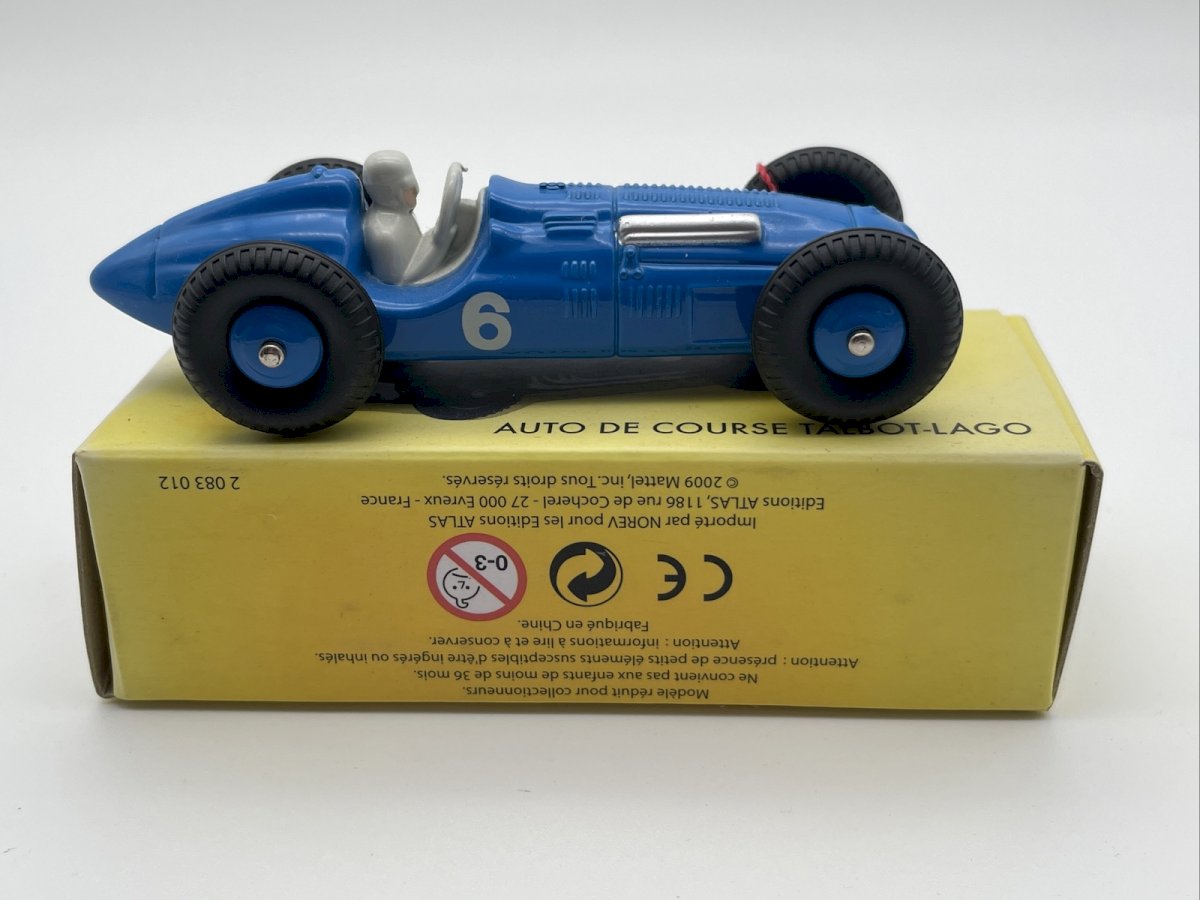 6
AUTO DE COURSE TALBOT-LAGO
Modèle réduit pour collectionneurs.
Ne convient pas aux enfants de moins de 36 mois.
Attention : présence de petits éléments susceptibles d'être ingérés ou inhalés.
Attention : informations à lire et à conserver.
Fabriqué en Chine.
CE
0-3
Importé par NOREV pour les Editions ATLAS
Editions ATLAS, 1186 rue de Cocherel - 27 000 Evreux - France
© 2009 Mattel, inc. Tous droits réservés.
2 083 012